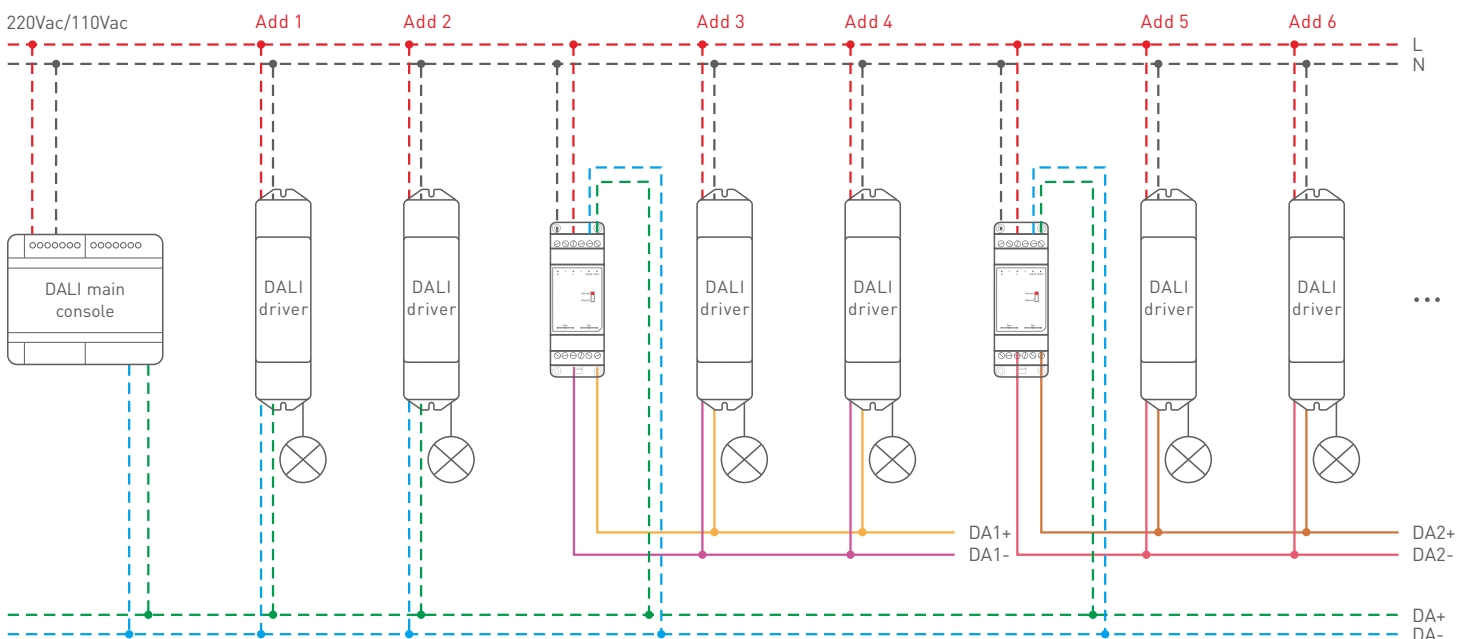 220Vac/110Vac
Add 1
Add 2
Add 3
Add 4
Add 5
Add 6
L
N
DALI main
console
DALI
driver
DALI
driver
DALI
driver
DALI
driver
DALI
driver
DALI
driver
...
DA1+
DA1-
DA2+
DA2-
DA+
DA-